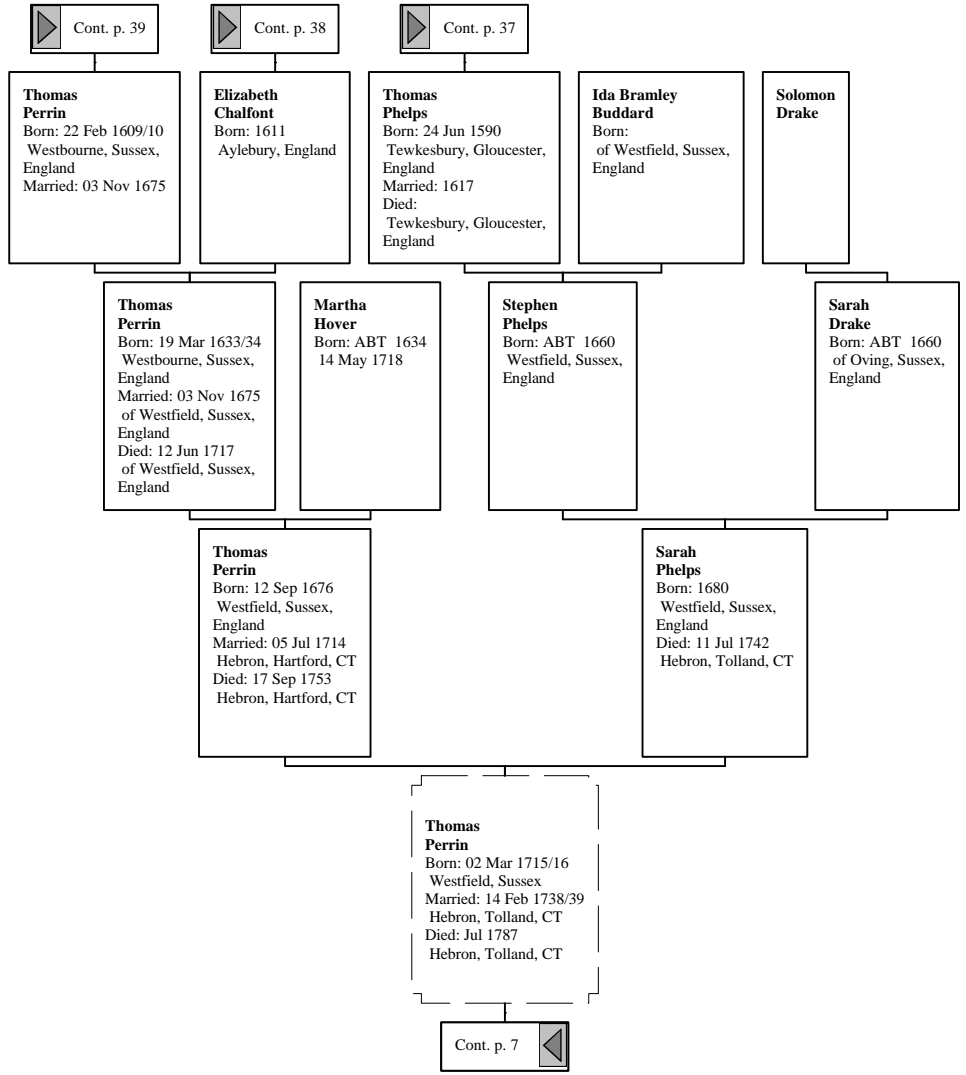 Cont. p. 39
Cont. p. 38
Cont. p. 37
Thomas
Perrin
Born: 22 Feb 1609/10
Westbourne, Sussex,
England
Married: 03 Nov 1675
Elizabeth
Chalfont
Born: 1611
Aylebury, England
Thomas
Phelps
Born: 24 Jun 1590
Tewkesbury, Gloucester,
England
Married: 1617
Died:
Tewkesbury, Gloucester,
England
Ida Bramley
Buddard
Born:
of Westfield, Sussex,
England
Solomon
Drake
Thomas
Perrin
Born: 19 Mar 1633/34
Westbourne, Sussex,
England
Married: 03 Nov 1675
of Westfield, Sussex,
England
Died: 12 Jun 1717
of Westfield, Sussex,
England
Martha
Hover
Born: ABT 1634
14 May 1718
Stephen
Phelps
Born: ABT 1660
Westfield, Sussex,
England
Sarah
Drake
Born: ABT 1660
of Oving, Sussex,
England
Thomas
Perrin
Born: 12 Sep 1676
Westfield, Sussex,
England
Married: 05 Jul 1714
Hebron, Hartford, CT
Died: 17 Sep 1753
Hebron, Hartford, CT
Sarah
Phelps
Born: 1680
Westfield, Sussex,
England
Died: 11 Jul 1742
Hebron, Tolland, CT
Thomas
Perrin
Born: 02 Mar 1715/16
Westfield, Sussex
Married: 14 Feb 1738/39
Hebron, Tolland, CT
Died: Jul 1787
Hebron, Tolland, CT
Cont. p. 7